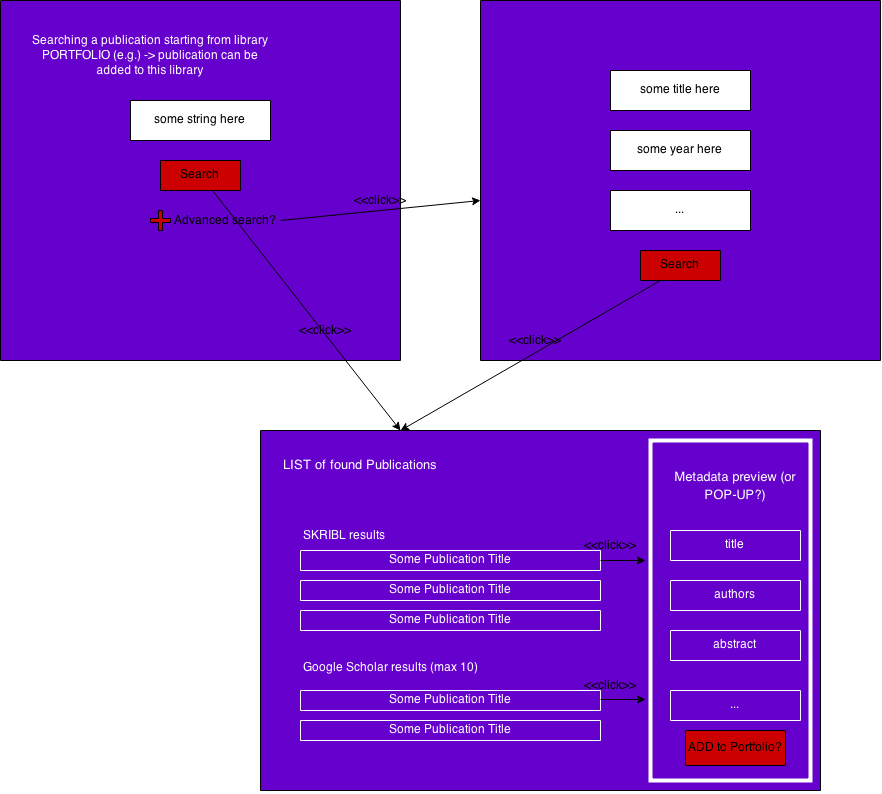 Searching a publication starting from library
PORTFOLIO (e.g.) -> publication can be
added to this library
some string here
Search
Advanced search?
<<click>>
<<click>>
some title here
some year here
...
Search
<<click>>
LIST of found Publications
SKRIBL results
Some Publication Title
<<click>>
Some Publication Title
Some Publication Title
Google Scholar results (max 10)
Some Publication Title
<<click>>
Some Publication Title
Metadata preview (or
POP-UP?)
title
authors
abstract
...
ADD to Portfolio?